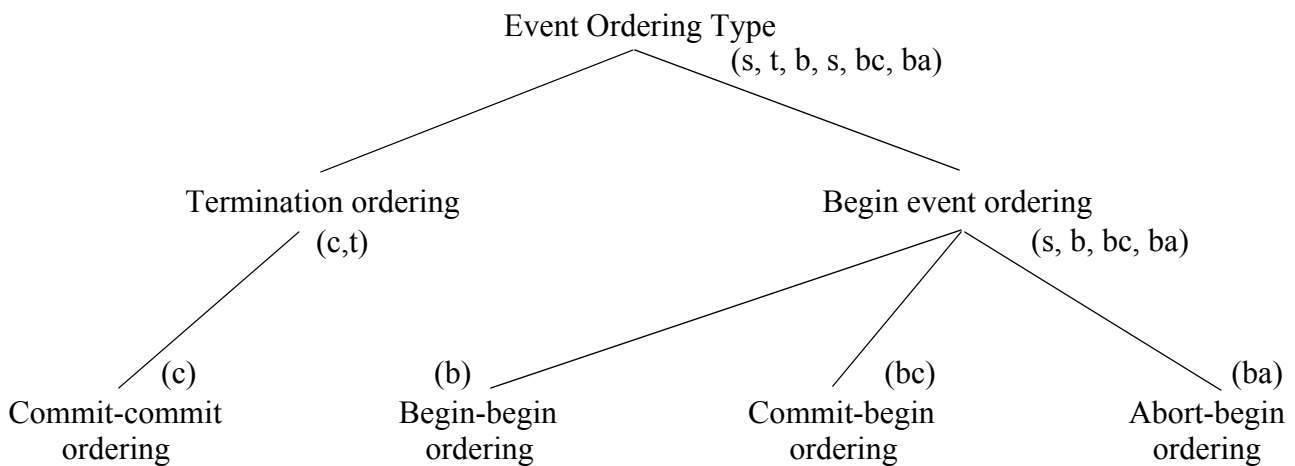 Event Ordering Type
(s, t, b, s, bc, ba)
Termination ordering
(c,t)
Begin event ordering
(s, b, bc, ba)
(c)
Commit-commit
ordering
(b)
Begin-begin
ordering
(bc)
Commit-begin
ordering
(ba)
Abort-begin
ordering